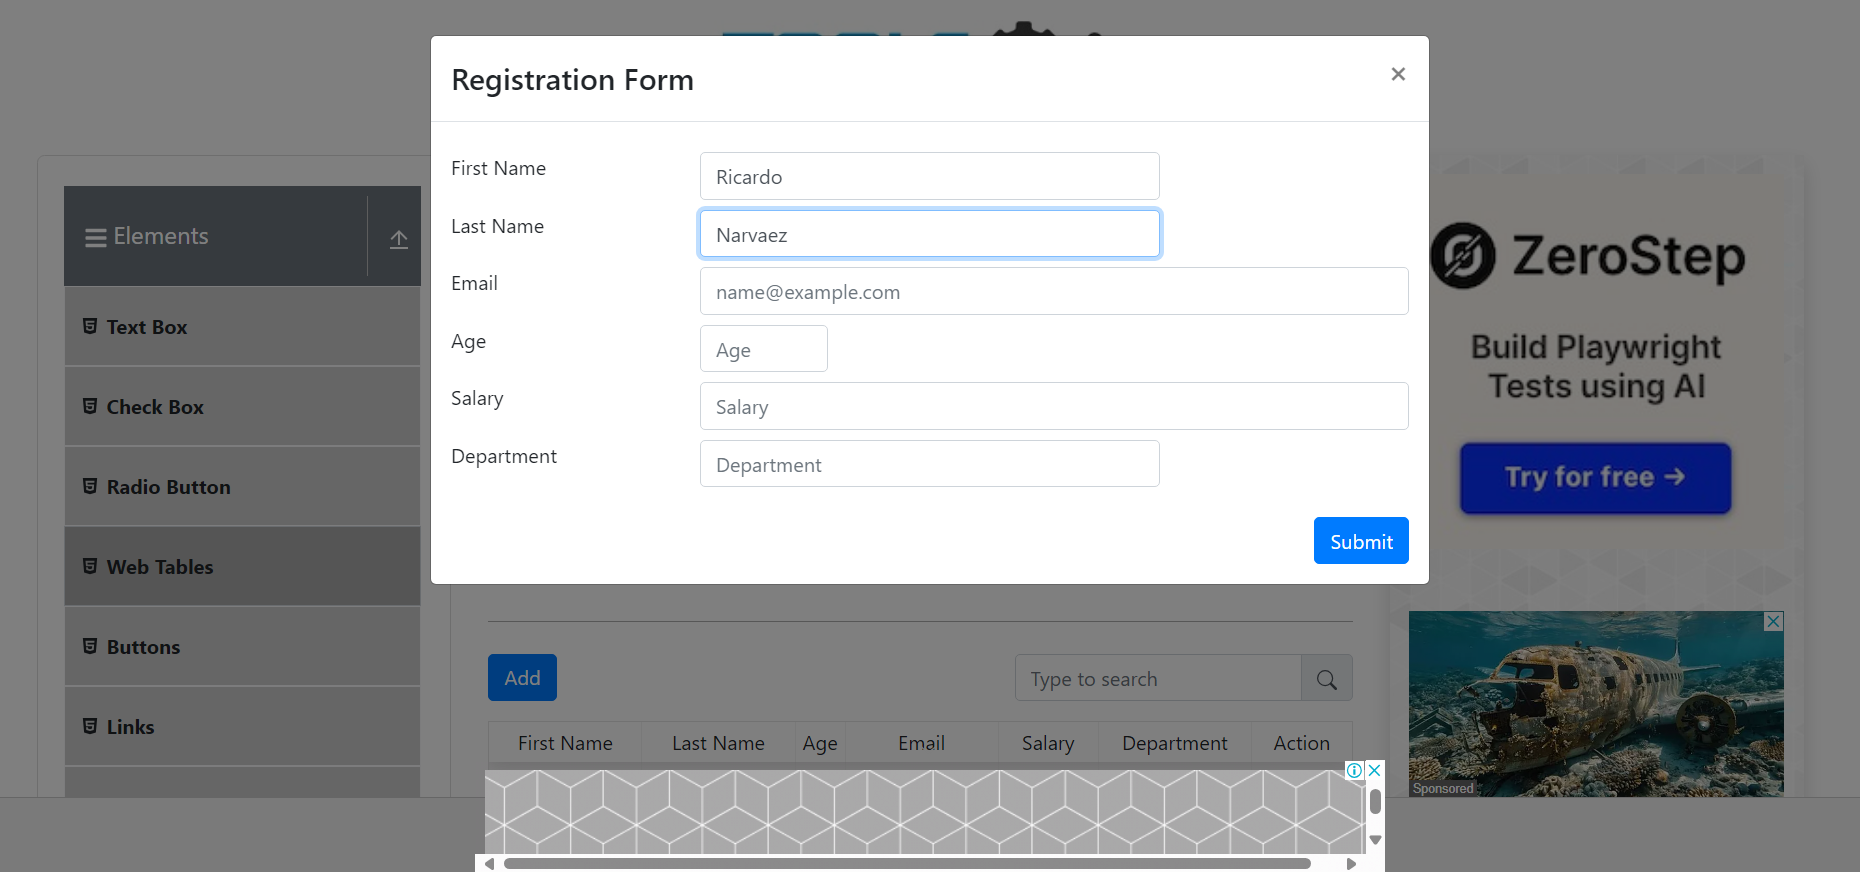 Registration Form
×
First Name
Ricardo
Last Name
Narvaez
Email
name@example.com
Age
Age
Salary
Salary
Department
Department
Submit
Elements
Text Box
Check Box
Radio Button
Web Tables
Buttons
Links
Add
Type to search
First Name Last Name Age Email Salary Department Action
ZeroStep
Build Playwright
Tests using AI
Try for free →
Sponsored